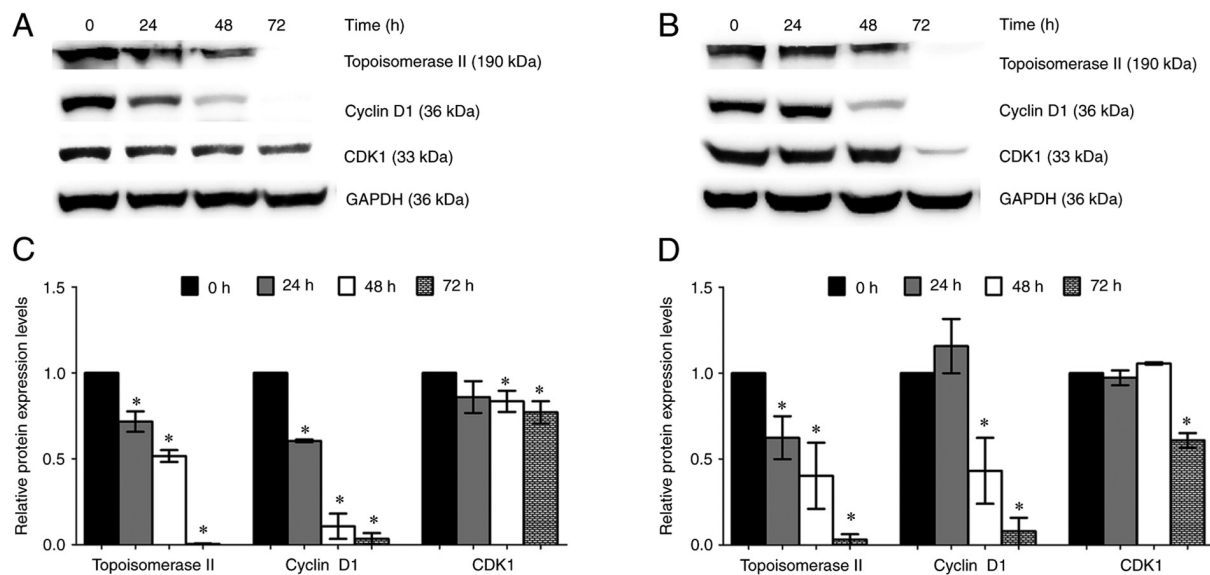 A
0 24 48 72 Time (h)
Topoisomerase II (190 kDa)
Cyclin D1 (36 kDa)
CDK1 (33 kDa)
GAPDH (36 kDa)
B
0 24 48 72 Time (h)
Topoisomerase II (190 kDa)
Cyclin D1 (36 kDa)
CDK1 (33 kDa)
GAPDH (36 kDa)
C
0 h 24 h 48 h 72 h
Relative protein expression levels
1.5
1.0
0.5
0.0
* * *
* * *
* *
Topoisomerase II Cyclin D1 CDK1
D
0 h 24 h 48 h 72 h
Relative protein expression levels
1.5
1.0
0.5
0.0
* * *
* *
*
Topoisomerase II Cyclin D1 CDK1